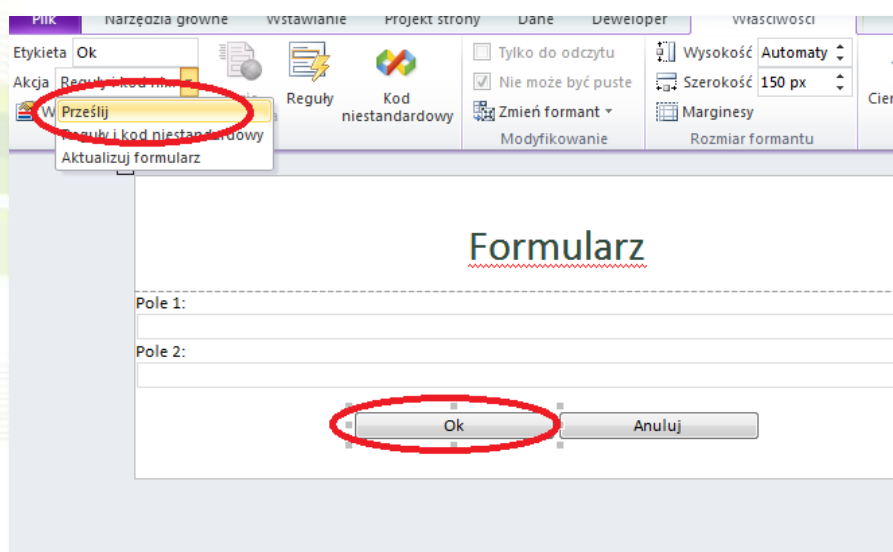 Plik Narzędzia główne Wstawianie Projekt strony Dane Deweloper Właściwości
Etykieta Ok
Akcja Reguły i kod
Prześlij
Reguły i kod niestandardowy
Aktualizuj formularz
Reguły
Kod niestandardowy
Tylko do odczytu
Nie może być puste
Zmień formant
Modyfikowanie
Wysokość Automaty
Szerokość 150 px
Marginesy
Rozmiar formantu
Formularz
Pole 1:
Pole 2:
Ok Anuluj